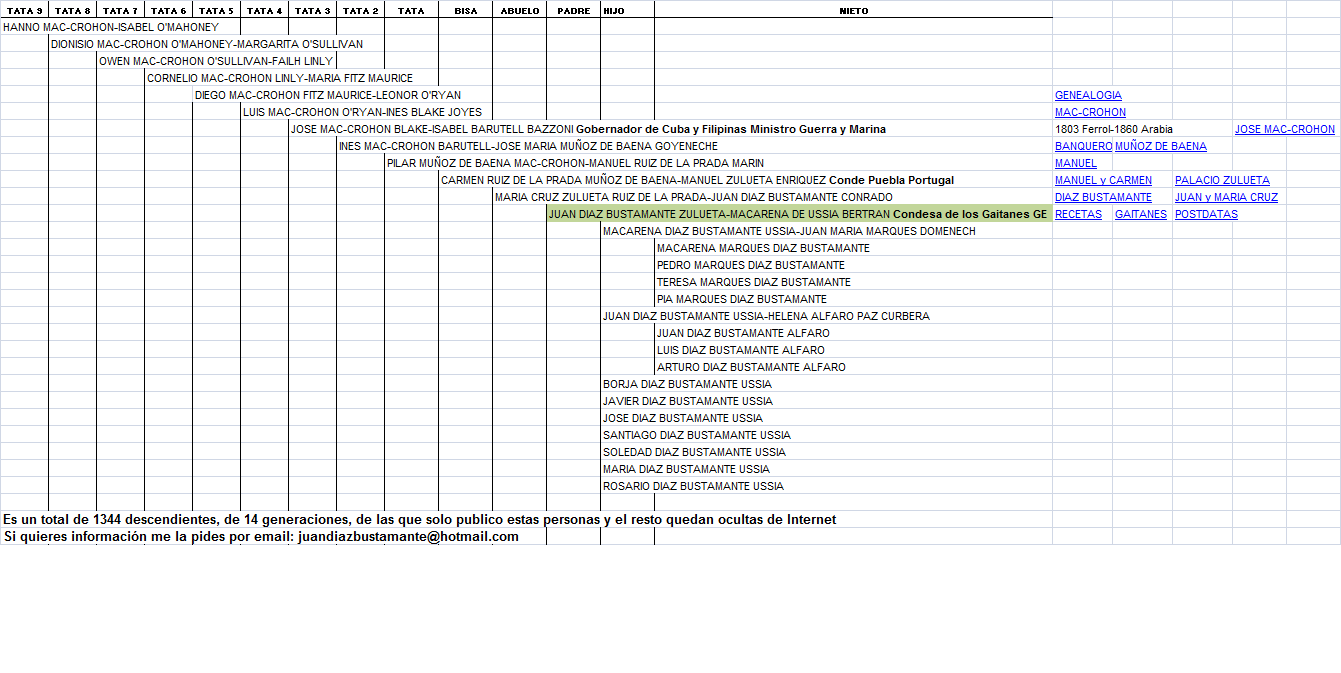 TATA 9 TATA 8 TATA 7 TATA 6 TATA 5 TATA 4 TATA 3 TATA 2 TATA BISA ABUELO PADRE HIJO NIETO
HANNO MAC-CROHON-ISABEL O'MAHONEY
DIONISIO MAC-CROHON O'MAHONEY-MARGARITA O'SULLIVAN
OWEN MAC-CROHON O'SULLIVAN-FAILH LINLY
CORNELIO MAC-CROHON LINLY-MARIA FITZ MAURICE
DIEGO MAC-CROHON FITZ MAURICE-LEONOR O'RYAN GENEALOGIA
LUIS MAC-CROHON O'RYAN-INES BLAKE JOYES MAC-CROHON
JOSE MAC-CROHON BLAKE-ISABEL BARUTELL BAZZONI Gobernador de Cuba y Filipinas Ministro Guerra y Marina 1803 Ferrol-1860 Arabia JOSE MAC-CROHON
INES MAC-CROHON BARUTELL-JOSE MARIA MUÑOZ DE BAENA GOYENECHE BANQUERO MUÑOZ DE BAENA
PILAR MUÑOZ DE BAENA MAC-CROHON-MANUEL RUIZ DE LA PRADA MARIN MANUEL
CARMEN RUIZ DE LA PRADA MUÑOZ DE BAENA-MANUEL ZULUETA ENRIQUEZ Conde Puebla Portugal MANUEL y CARMEN PALACIO ZULUETA
MARIA CRUZ ZULUETA RUIZ DE LA PRADA-JUAN DIAZ BUSTAMANTE CONRADO DIAZ BUSTAMANTE JUAN y MARIA CRUZ
JUAN DIAZ BUSTAMANTE ZULUETA-MACARENA DE USSIA BERTRAN Condesa de los Gaitanes GE RECETAS GAITANES POSTDATAS
MACARENA DIAZ BUSTAMANTE USSIA-JUAN MARIA MARQUES DOMENECH
MACARENA MARQUES DIAZ BUSTAMANTE
PEDRO MARQUES DIAZ BUSTAMANTE
TERESA MARQUES DIAZ BUSTAMANTE
PIA MARQUES DIAZ BUSTAMANTE
JUAN DIAZ BUSTAMANTE USSIA-HELENA ALFARO PAZ CURBERA
JUAN DIAZ BUSTAMANTE ALFARO
LUIS DIAZ BUSTAMANTE ALFARO
ARTURO DIAZ BUSTAMANTE ALFARO
BORJA DIAZ BUSTAMANTE USSIA
JAVIER DIAZ BUSTAMANTE USSIA
JOSE DIAZ BUSTAMANTE USSIA
SANTIAGO DIAZ BUSTAMANTE USSIA
SOLEDAD DIAZ BUSTAMANTE USSIA
MARIA DIAZ BUSTAMANTE USSIA
ROSARIO DIAZ BUSTAMANTE USSIA
Es un total de 1344 descendientes, de 14 generaciones, de las que solo publico estas personas y el resto quedan ocultas de Internet
Si quieres información me la pides por email: juandiazbustamante@hotmail.com